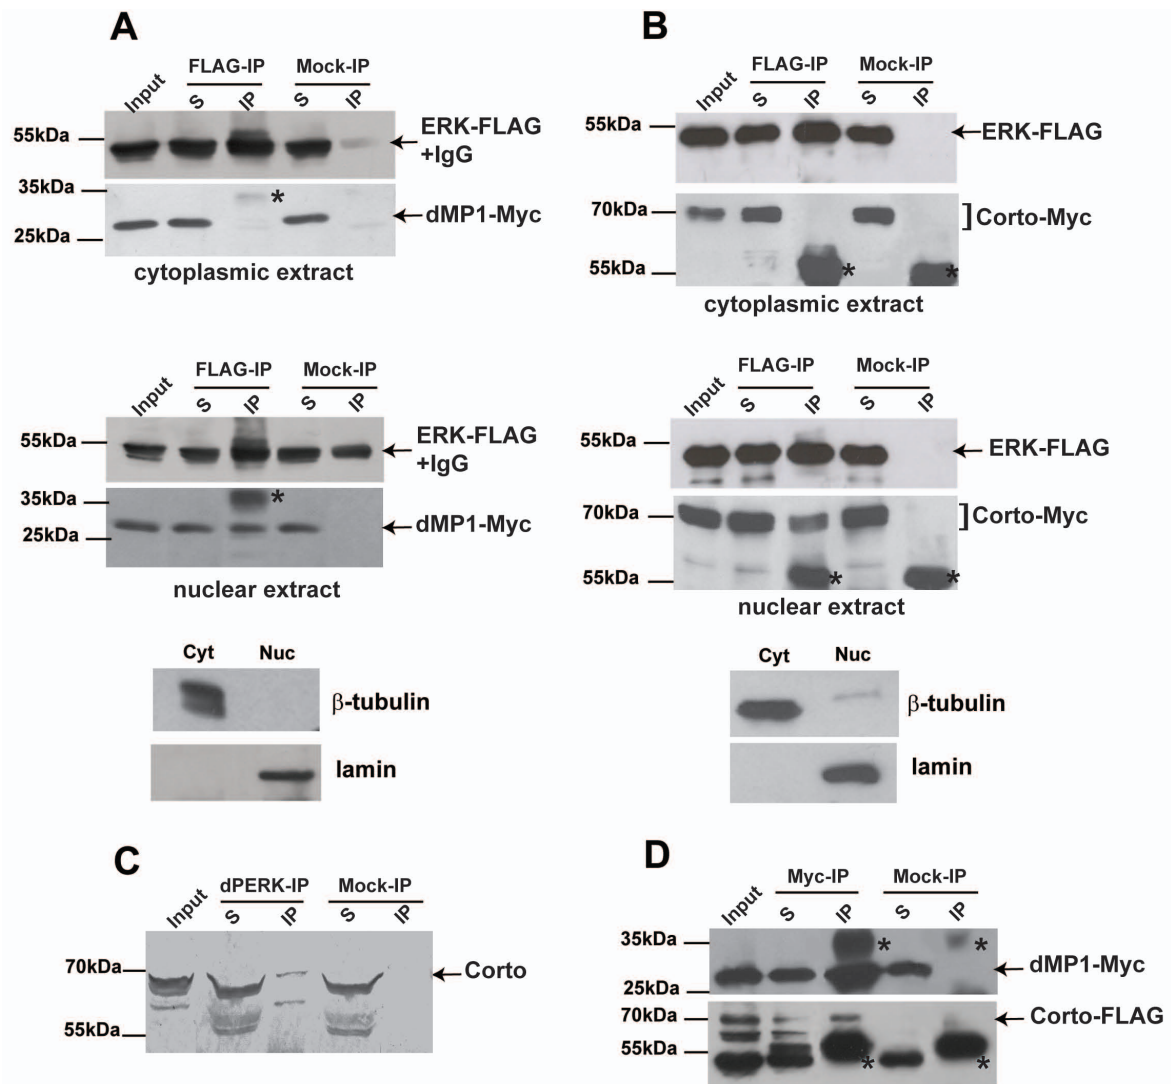 A
FLAG-IP Mock-IP
Input S IP S IP
55kDa
ERK-FLAG
+IgG
35kDa
*
dMP1-Myc
25kDa
cytoplasmic extract
FLAG-IP Mock-IP
Input S IP S IP
55kDa
ERK-FLAG
+IgG
35kDa
*
dMP1-Myc
25kDa
nuclear extract
Cyt Nuc
β-tubulin
lamin
B
FLAG-IP Mock-IP
Input S IP S IP
55kDa
ERK-FLAG
70kDa
] Corto-Myc
55kDa
* *
cytoplasmic extract
FLAG-IP Mock-IP
Input S IP S IP
55kDa
ERK-FLAG
70kDa
] Corto-Myc
55kDa
* *
nuclear extract
Cyt Nuc
β-tubulin
lamin
C
dPERK-IP Mock-IP
Input S IP S IP
70kDa
Corto
55kDa
D
Myc-IP Mock-IP
Input S IP S IP
35kDa
* *
dMP1-Myc
25kDa
70kDa
Corto-FLAG
55kDa
* *